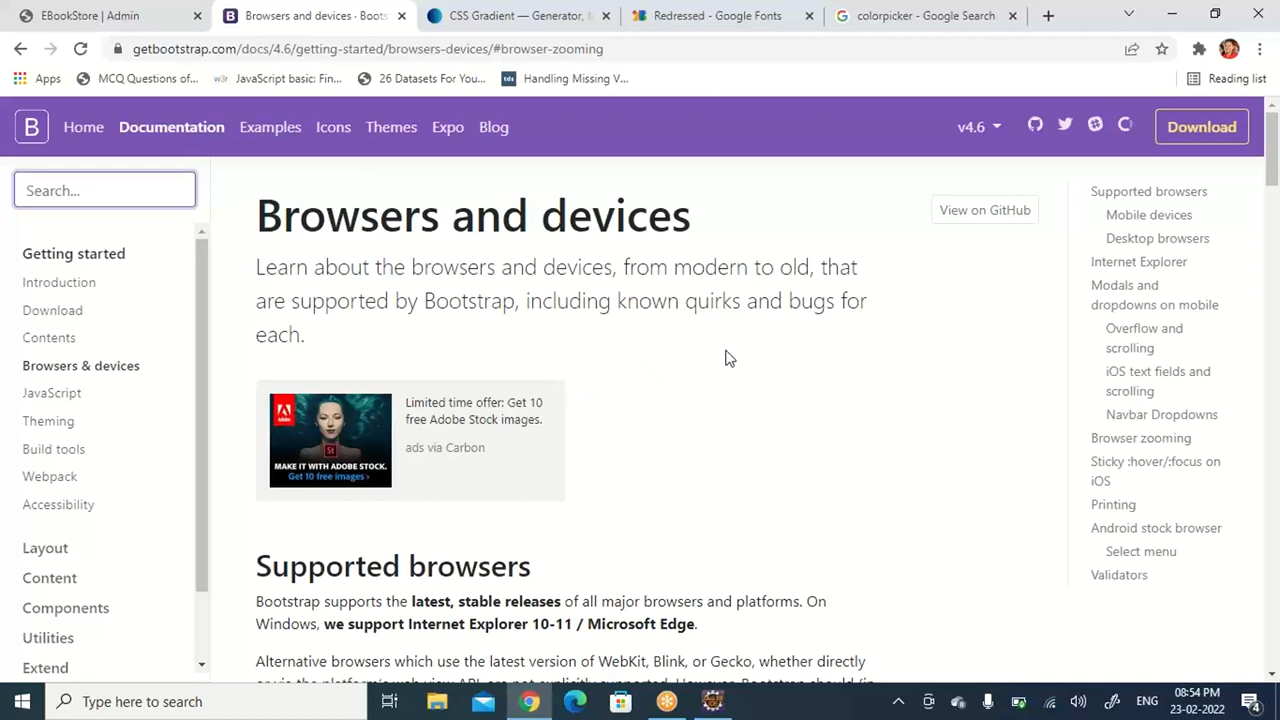 EBookStore | Admin
Browsers and devices · Boots
CSS Gradient — Generator, M
Redressed - Google Fonts
colorpicker - Google Search
getbootstrap.com/docs/4.6/getting-started/browsers-devices/#browser-zooming
Apps
MCQ Questions of...
w3r
JavaScript basic: Fin...
26 Datasets For You...
tds
Handling Missing V...
Reading list
B
Home
Documentation
Examples
Icons
Themes
Expo
Blog
v4.6
Download
Search...
Getting started
Introduction
Download
Contents
Browsers & devices
JavaScript
Theming
Build tools
Webpack
Accessibility
Layout
Content
Components
Utilities
Extend
Browsers and devices
View on GitHub
Learn about the browsers and devices, from modern to old, that
are supported by Bootstrap, including known quirks and bugs for
each.
Adobe
St
MAKE IT WITH ADOBE STOCK.
Get 10 free images ›
Limited time offer: Get 10
free Adobe Stock images.
ads via Carbon
Supported browsers
Bootstrap supports the latest, stable releases of all major browsers and platforms. On
Windows, we support Internet Explorer 10-11 / Microsoft Edge.
Alternative browsers which use the latest version of WebKit, Blink, or Gecko, whether directly
Supported browsers
Mobile devices
Desktop browsers
Internet Explorer
Modals and
dropdowns on mobile
Overflow and
scrolling
iOS text fields and
scrolling
Navbar Dropdowns
Browser zooming
Sticky :hover/:focus on
iOS
Printing
Android stock browser
Select menu
Validators
Type here to search
ENG
08:54 PM
23-02-2022
4